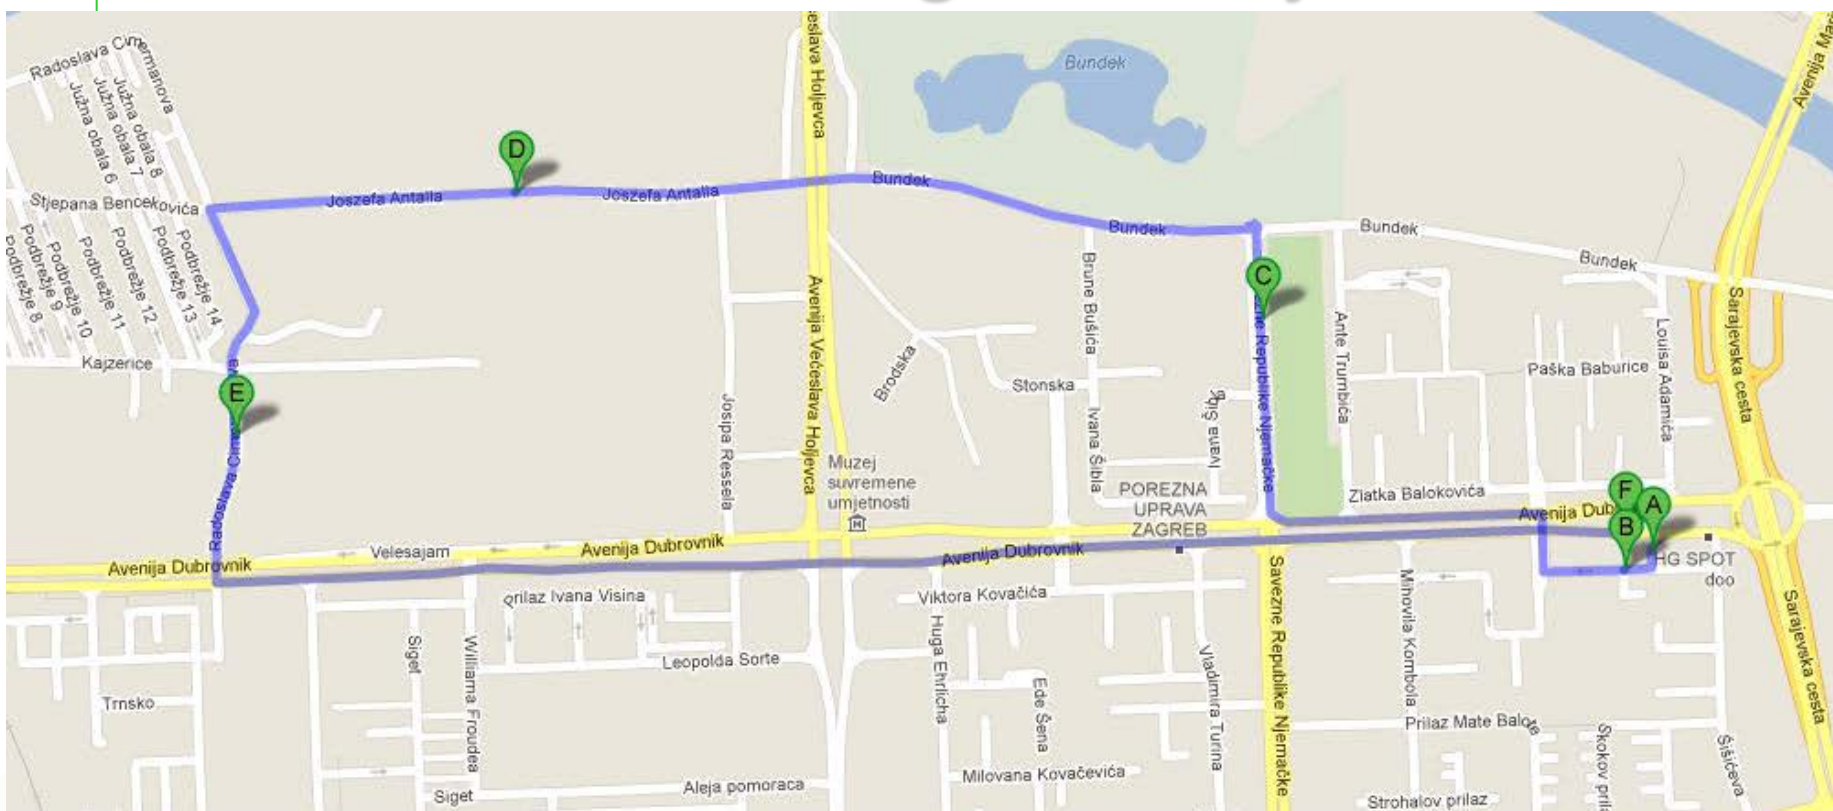 Radoslava Cimermanova
Južna obala 8
Južna obala 7
Južna obala 6
Stjepana Bencekovića
Podbrežje 14
Podbrežje 13
Podbrežje 12
Podbrežje 11
Podbrežje 10
Podbrežje 9
Podbrežje 8
Kajzerice
D
Joszefa Antalla
Joszefa Antalla
Bundek
Bundek
Bundek
Bundek
Bundek
Avenija
Sarajevska cesta
C
E
Avenija Većeslava Holjevca
Brodska
Stonska
Brune Bušića
Ivana Šibla
Ivana
Republike Njemačke
Ante Trumbića
Paška Baburice
Louisa Adamića
Josipa Ressela
Muzej
suvremene
umjetnosti
M
POREZNA
UPRAVA
ZAGREB
Zlatka Balokovića
F
A
B
HG SPOT
doo
Radoslava
Avenija Dubrovnik
Velesajam
Avenija Dubrovnik
Avenija Dubrovnik
Avenija
Prilaz Ivana Visina
Viktora Kovačića
Siget
Williama Froudea
Leopolda Sorte
Huga Ehrlicha
Ede Šena
Vladimira Turina
Savezne Republike Njemačke
Mihovila Kombola
Prilaz Mate Balote
Sarajevska cesta
Trnsko
Siget
Aleja pomoraca
Milovana Kovačevića
Strohalov prilaz
Skokov
Šišićeva